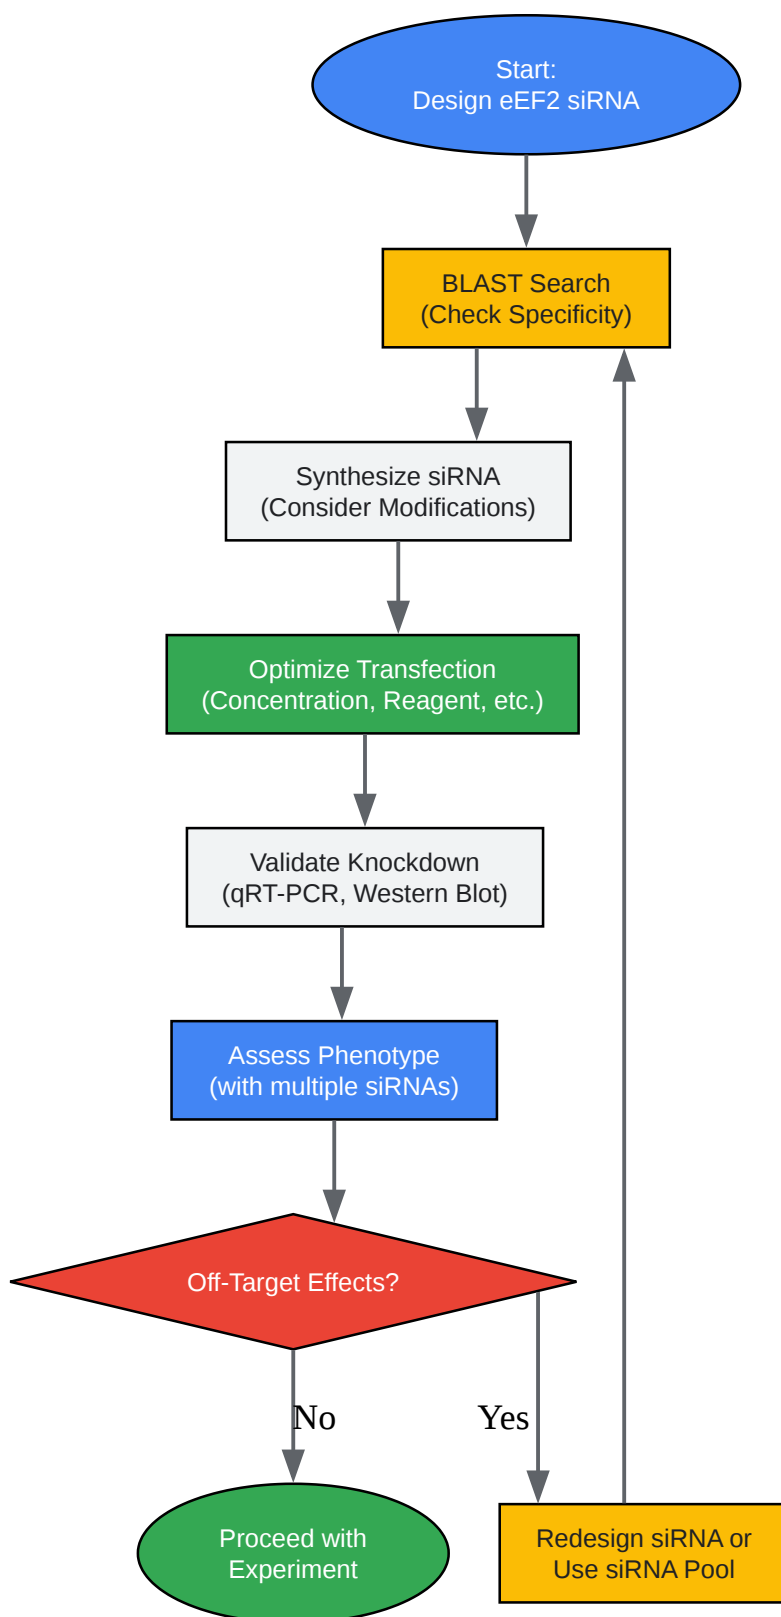 Start:
Design eEF2 siRNA
BLAST Search
(Check Specificity)
Synthesize siRNA
(Consider Modifications)
Optimize Transfection
(Concentration, Reagent, etc.)
Validate Knockdown
(qRT-PCR, Western Blot)
Assess Phenotype
(with multiple siRNAs)
Off-Target Effects?
No
Yes
Proceed with
Experiment
Redesign siRNA or
Use siRNA Pool